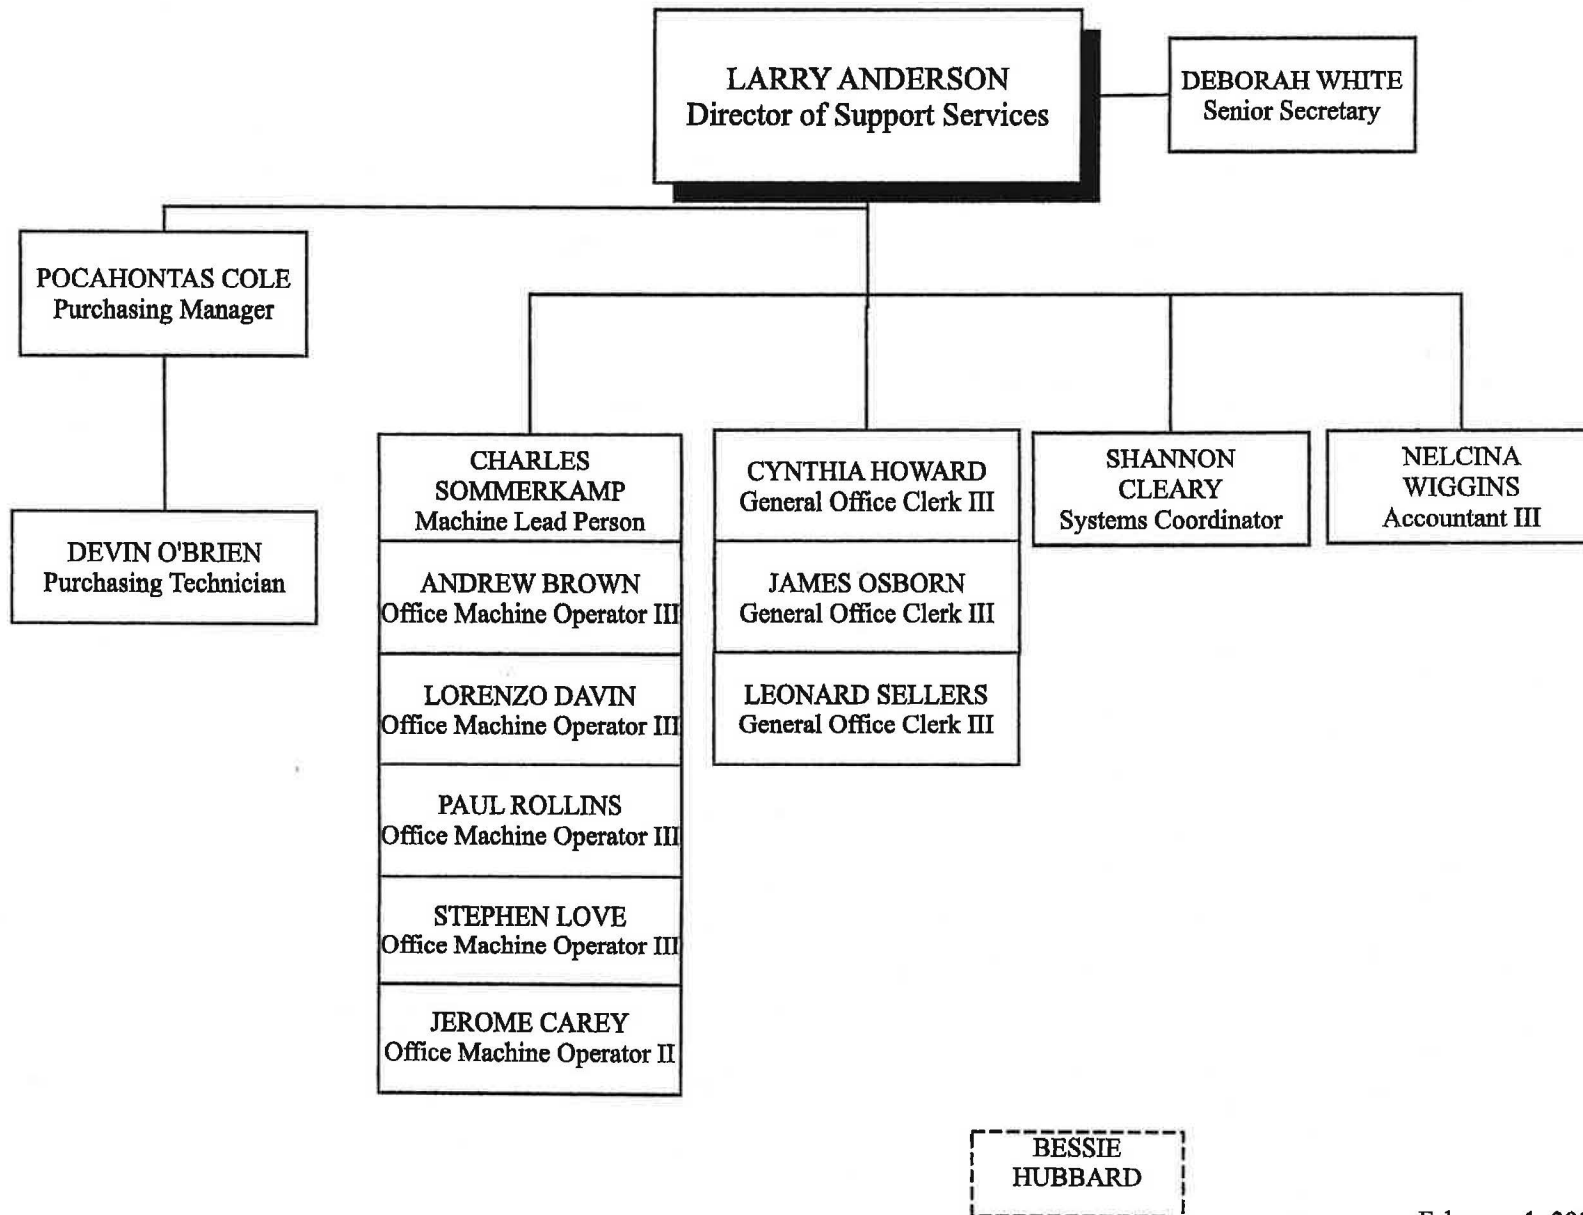 LARRY ANDERSON
Director of Support Services
DEBORAH WHITE
Senior Secretary
POCAHONTAS COLE
Purchasing Manager
DEVIN O'BRIEN
Purchasing Technician
CHARLES
SOMMERKAMP
Machine Lead Person
ANDREW BROWN
Office Machine Operator III
LORENZO DAVIN
Office Machine Operator III
PAUL ROLLINS
Office Machine Operator III
STEPHEN LOVE
Office Machine Operator III
JEROME CAREY
Office Machine Operator II
CYNTHIA HOWARD
General Office Clerk III
JAMES OSBORN
General Office Clerk III
LEONARD SELLERS
General Office Clerk III
SHANNON
CLEARY
Systems Coordinator
NELCINA
WIGGINS
Accountant III
BESSIE
HUBBARD